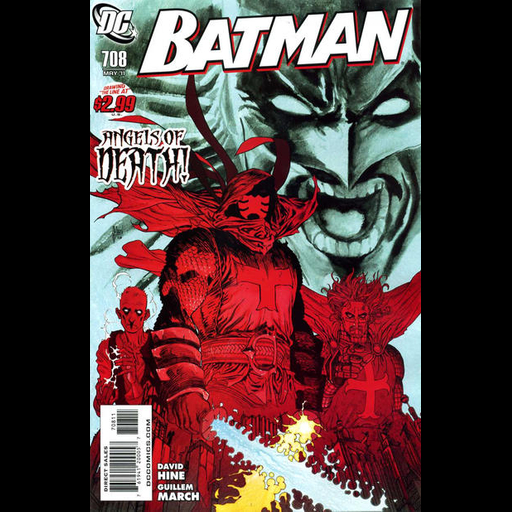 DC
BATMAN
708
MAY '11
DRAWING
THE LINE AT
$2.99
ANGELS OF
DEATH!
70811
DIRECT SALES
DCCOMICS.COM
DAVID
HINE
GUILLEM
MARCH